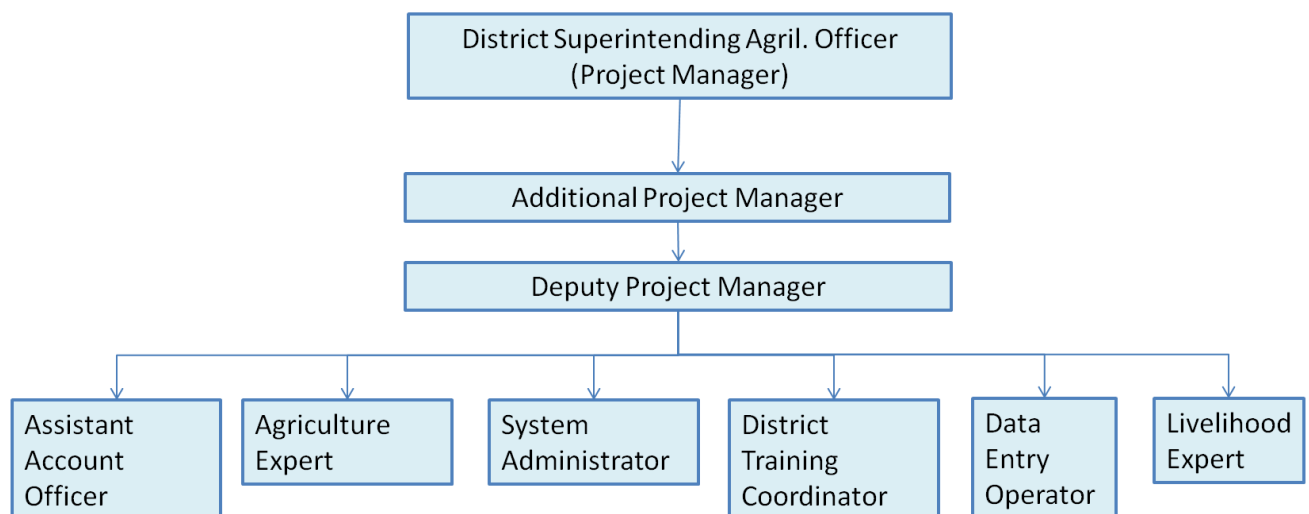 District Superintending Agril. Officer
(Project Manager)
Additional Project Manager
Deputy Project Manager
Assistant
Account
Officer
Agriculture
Expert
System
Administrator
District
Training
Coordinator
Data
Entry
Operator
Livelihood
Expert